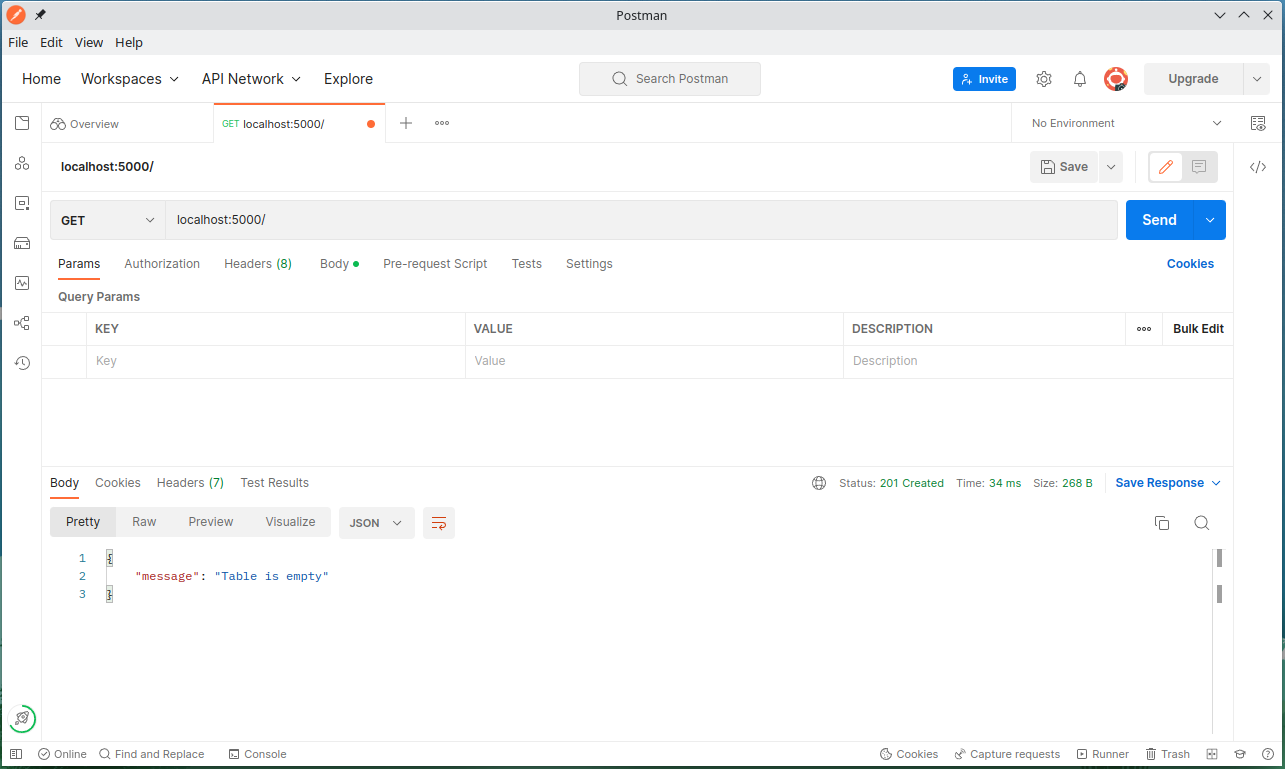 Postman
File Edit View Help
Home Workspaces API Network Explore Search Postman Invite Upgrade
Overview GET localhost:5000/ No Environment
localhost:5000/ Save
GET localhost:5000/ Send
Params Authorization Headers (8) Body Pre-request Script Tests Settings Cookies
Query Params
KEY VALUE DESCRIPTION Bulk Edit
Key Value Description
Body Cookies Headers (7) Test Results Status: 201 Created Time: 34 ms Size: 268 B Save Response
Pretty Raw Preview Visualize JSON
1 {
2 "message": "Table is empty"
3 }
Online Find and Replace Console Cookies Capture requests Runner Trash